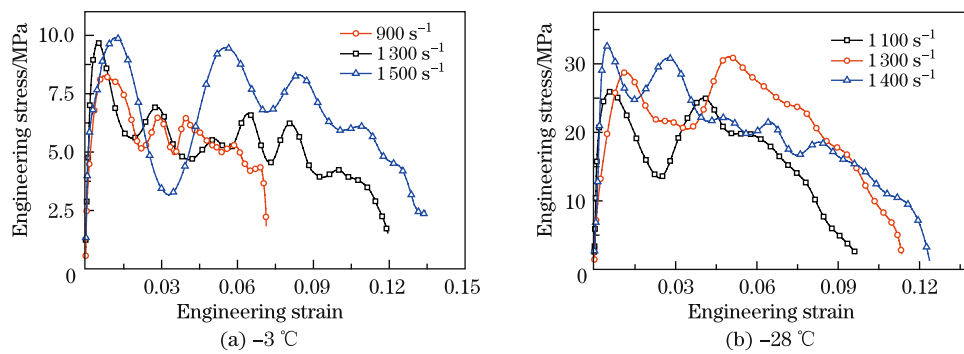 Engineering stress/MPa
10.0
7.5
5.0
2.5
0
900 s⁻¹
1 300 s⁻¹
1 500 s⁻¹
0.03 0.06 0.09 0.12 0.15
Engineering strain
(a) –3 ℃
Engineering stress/MPa
30
20
10
0
1 100 s⁻¹
1 300 s⁻¹
1 400 s⁻¹
0.03 0.06 0.09 0.12
Engineering strain
(b) –28 ℃